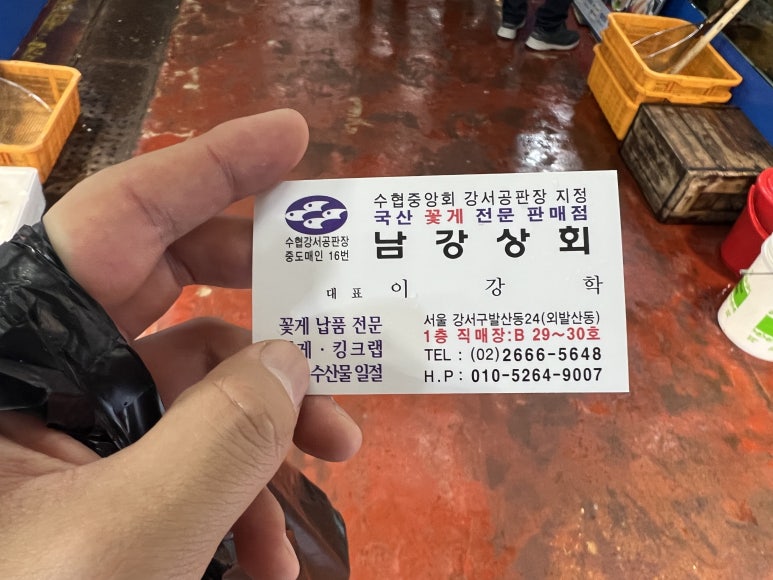 수협중앙회 강서공판장 지정
국산 꽃게 전문 판매점
남강상회
수협강서공판장
중도매인 16번
대표 이강학
꽃게 납품 전문
게 · 킹크랩
수산물 일절
서울 강서구발산동24(외발산동)
1층 직매장:B 29~30호
TEL : (02)2666-5648
H.P : 010-5264-9007